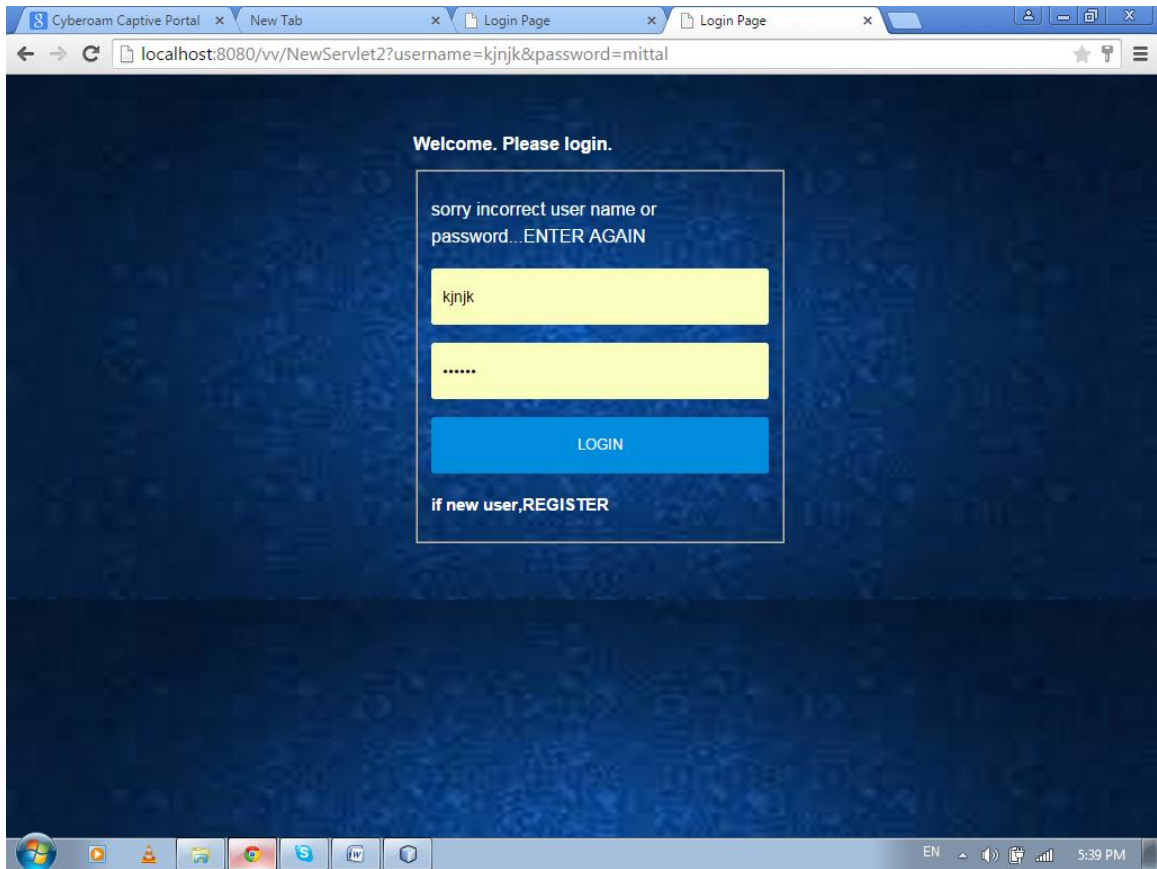 Cyberoam Captive Portal
New Tab
Login Page
Login Page
localhost:8080/vv/NewServlet2?username=kjnjk&password=mittal
Welcome. Please login.
sorry incorrect user name or
password...ENTER AGAIN
kjnjk
••••••
LOGIN
if new user,REGISTER
EN
5:39 PM